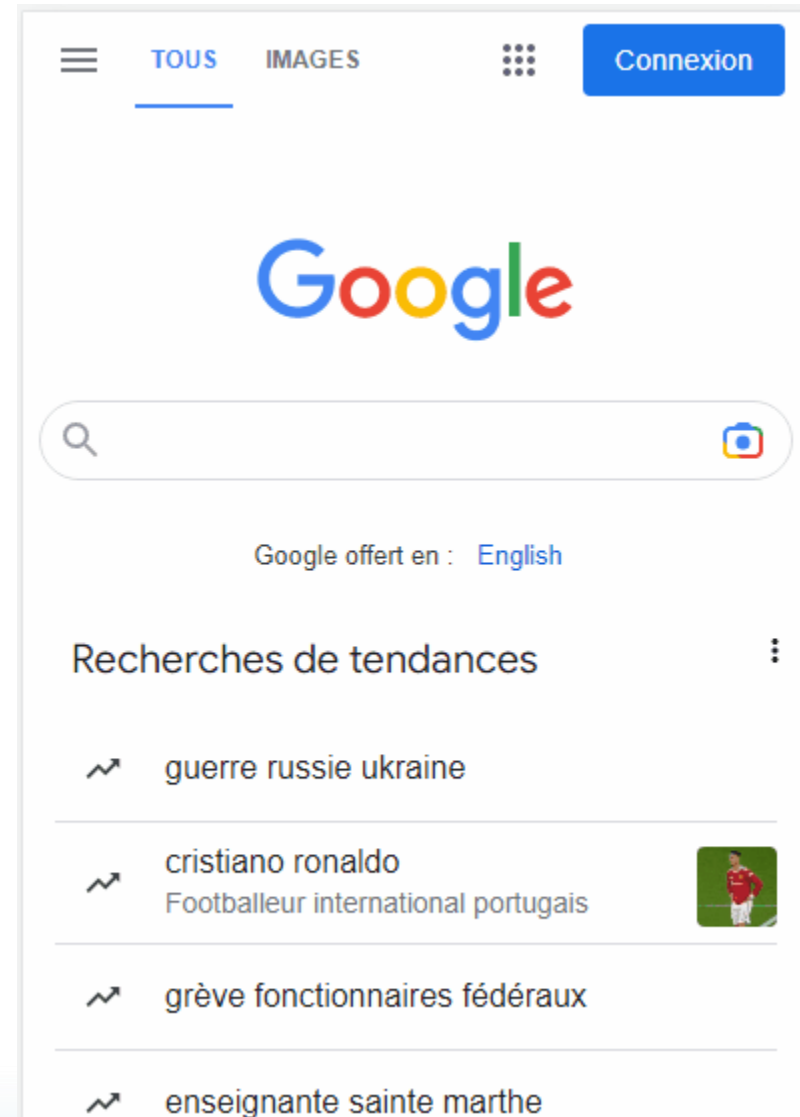 TOUS IMAGES Connexion
Google
Google offert en : English
Recherches de tendances
guerre russie ukraine
cristiano ronaldo
Footballeur international portugais
grève fonctionnaires fédéraux
enseignante sainte marthe